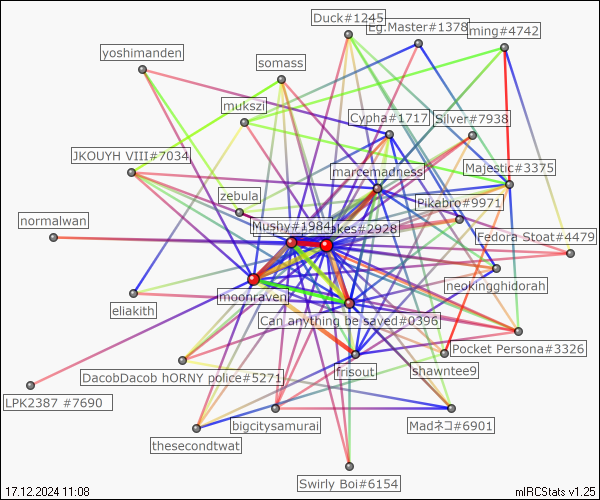 Duck#1245
Eg.Master#1378
ming#4742
yoshimanden
somass
mukszi
Cypha#1717
Silver#7938
JKOUYH VIII#7034
marcemadness
Majestic#3375
zebula
Pikabro#9971
normalwan
Mushy#1984
akes#2928
Fedora Stoat#4479
neokingghidorah
moonraven
eliakith
Can anything be saved#0396
Pocket Persona#3326
DacobDacob hORNY police#5271
frisout
shawntee9
LPK2387 #7690
bigcitysamurai
Madネコ#6901
thesecondtwat
Swirly Boi#6154
17.12.2024 11:08
mIRCStats v1.25